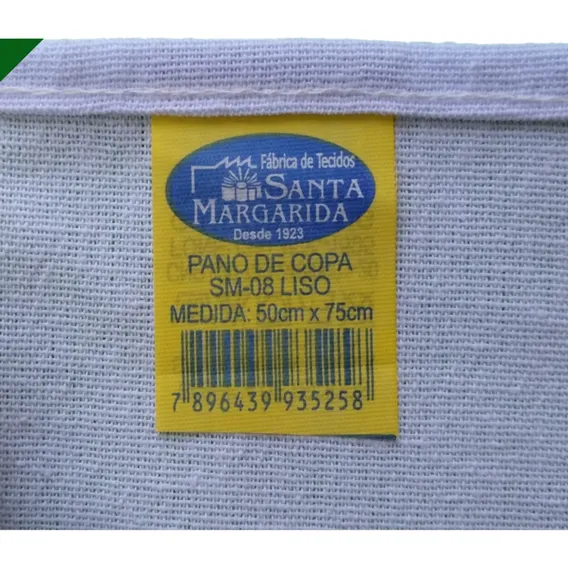 Fábrica de Tecidos
SANTA
MARGARIDA
Desde 1923
PANO DE COPA
SM-08 LISO
MEDIDA: 50cm x 75cm
7 896439 935258